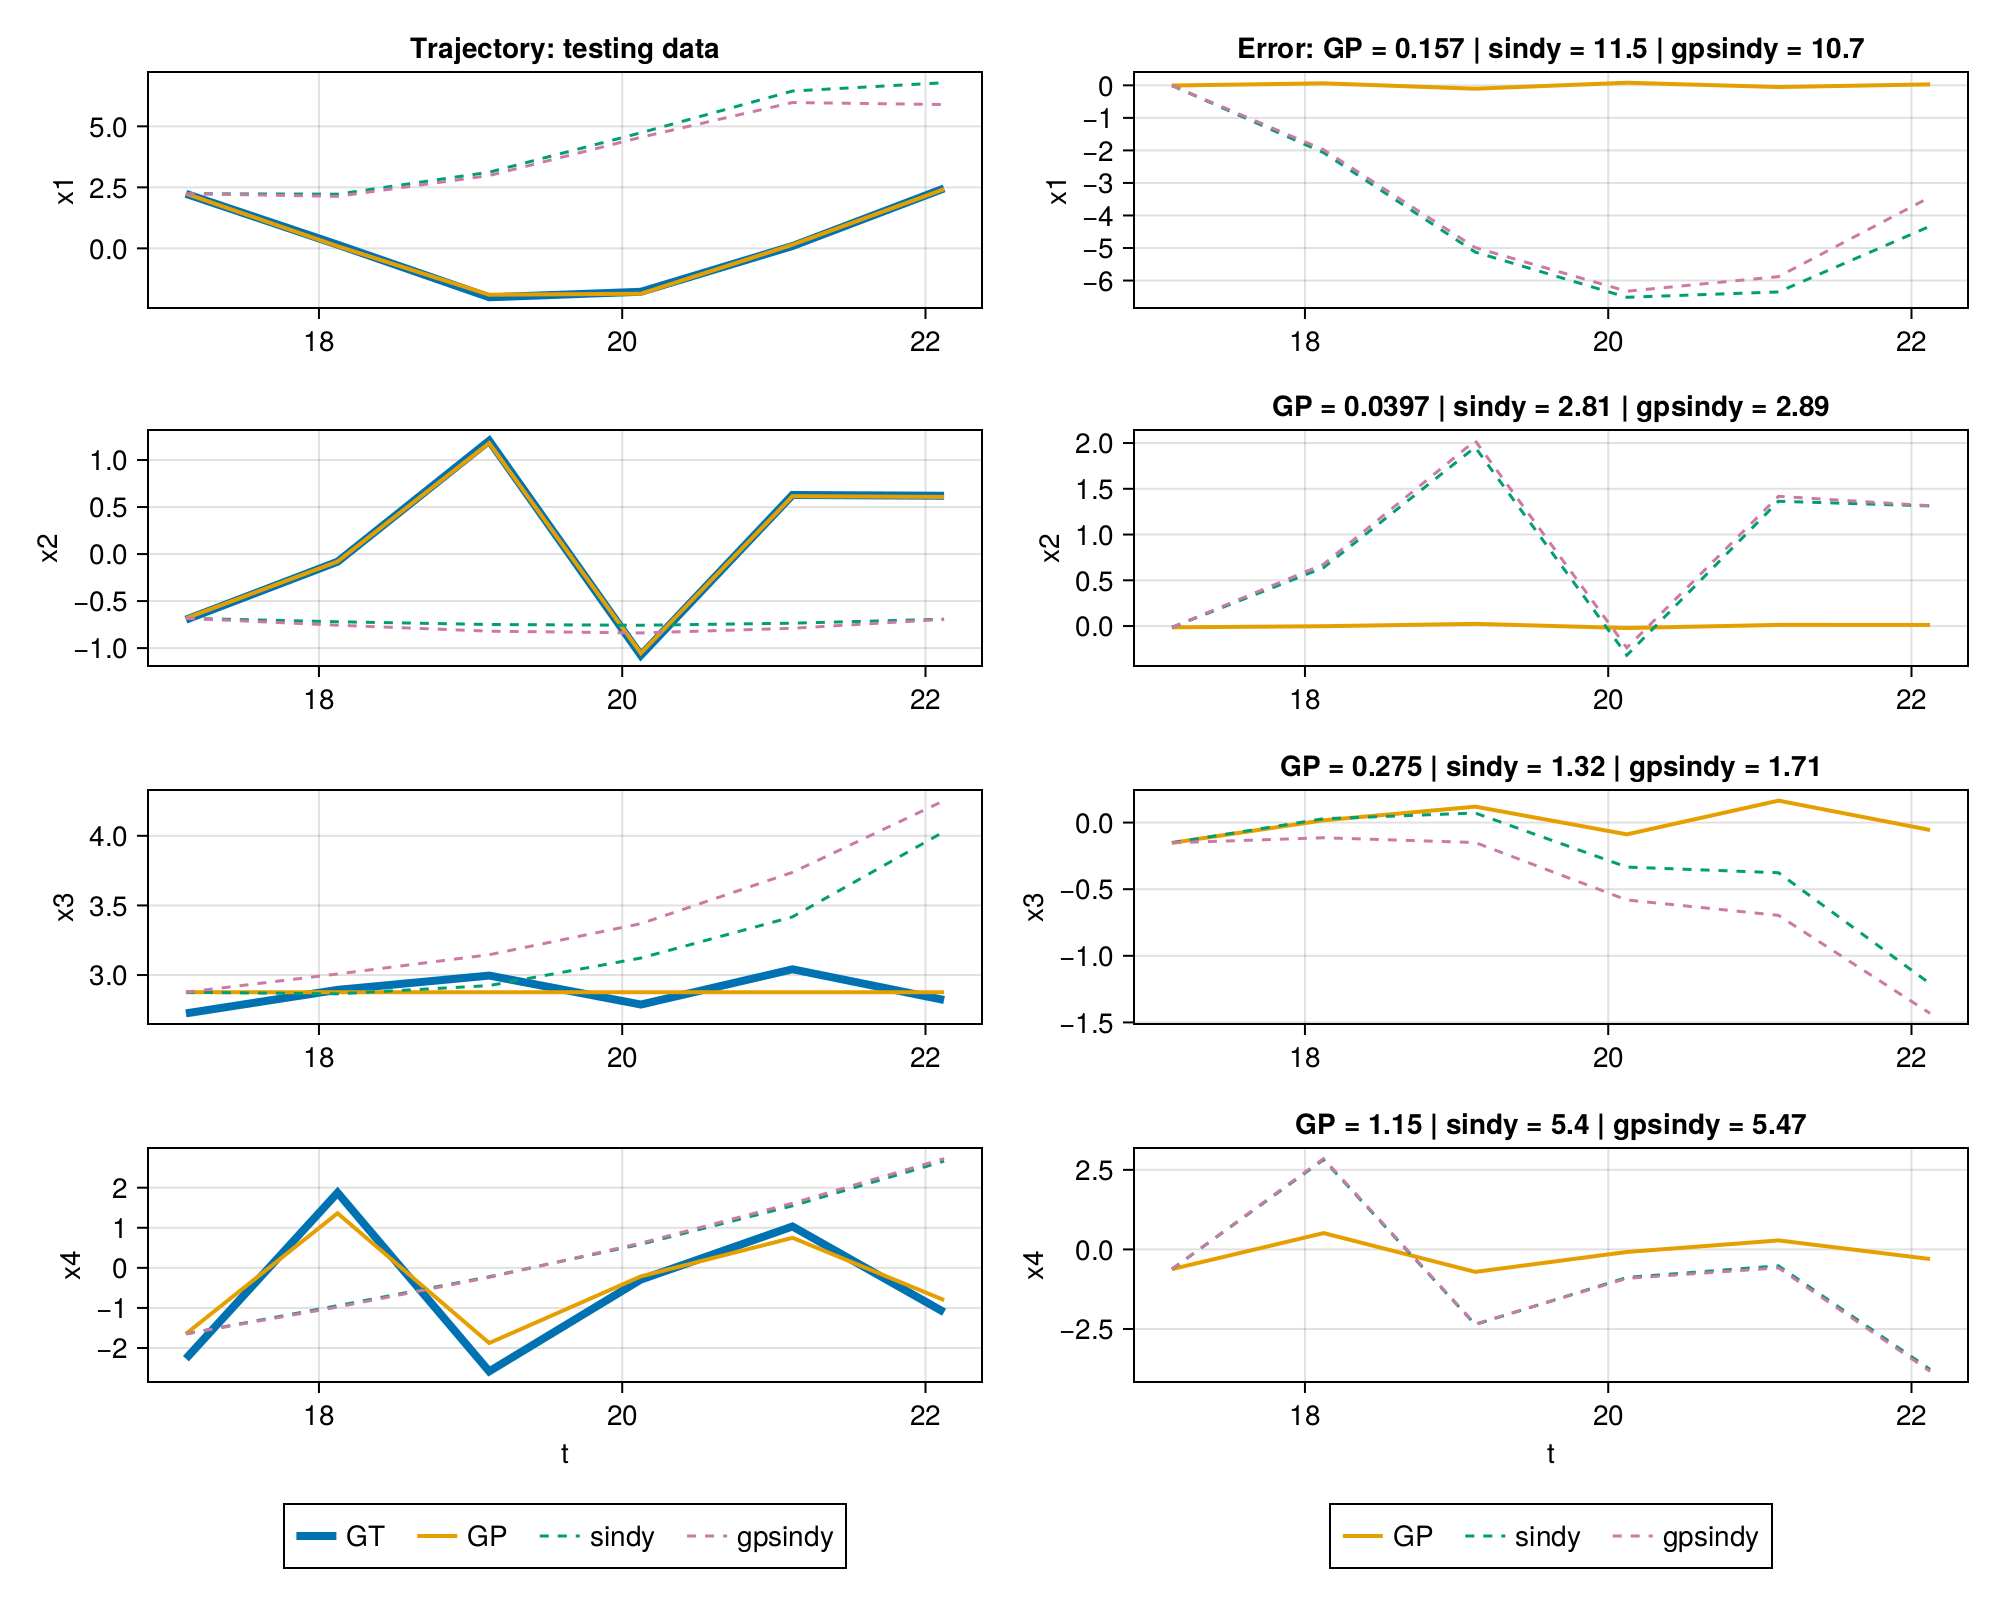 Trajectory: testing data
5.0
2.5
0.0
x1
18 20 22
Error: GP = 0.157 | sindy = 11.5 | gpsindy = 10.7
0
−1
−2
−3
−4
−5
−6
x1
18 20 22
1.0
0.5
0.0
−0.5
−1.0
x2
18 20 22
GP = 0.0397 | sindy = 2.81 | gpsindy = 2.89
2.0
1.5
1.0
0.5
0.0
x2
18 20 22
4.0
3.5
3.0
x3
18 20 22
GP = 0.275 | sindy = 1.32 | gpsindy = 1.71
0.0
−0.5
−1.0
−1.5
x3
18 20 22
2
1
0
−1
−2
x4
18 20 22
t
GP = 1.15 | sindy = 5.4 | gpsindy = 5.47
2.5
0.0
−2.5
x4
18 20 22
t
GT GP sindy gpsindy
GP sindy gpsindy